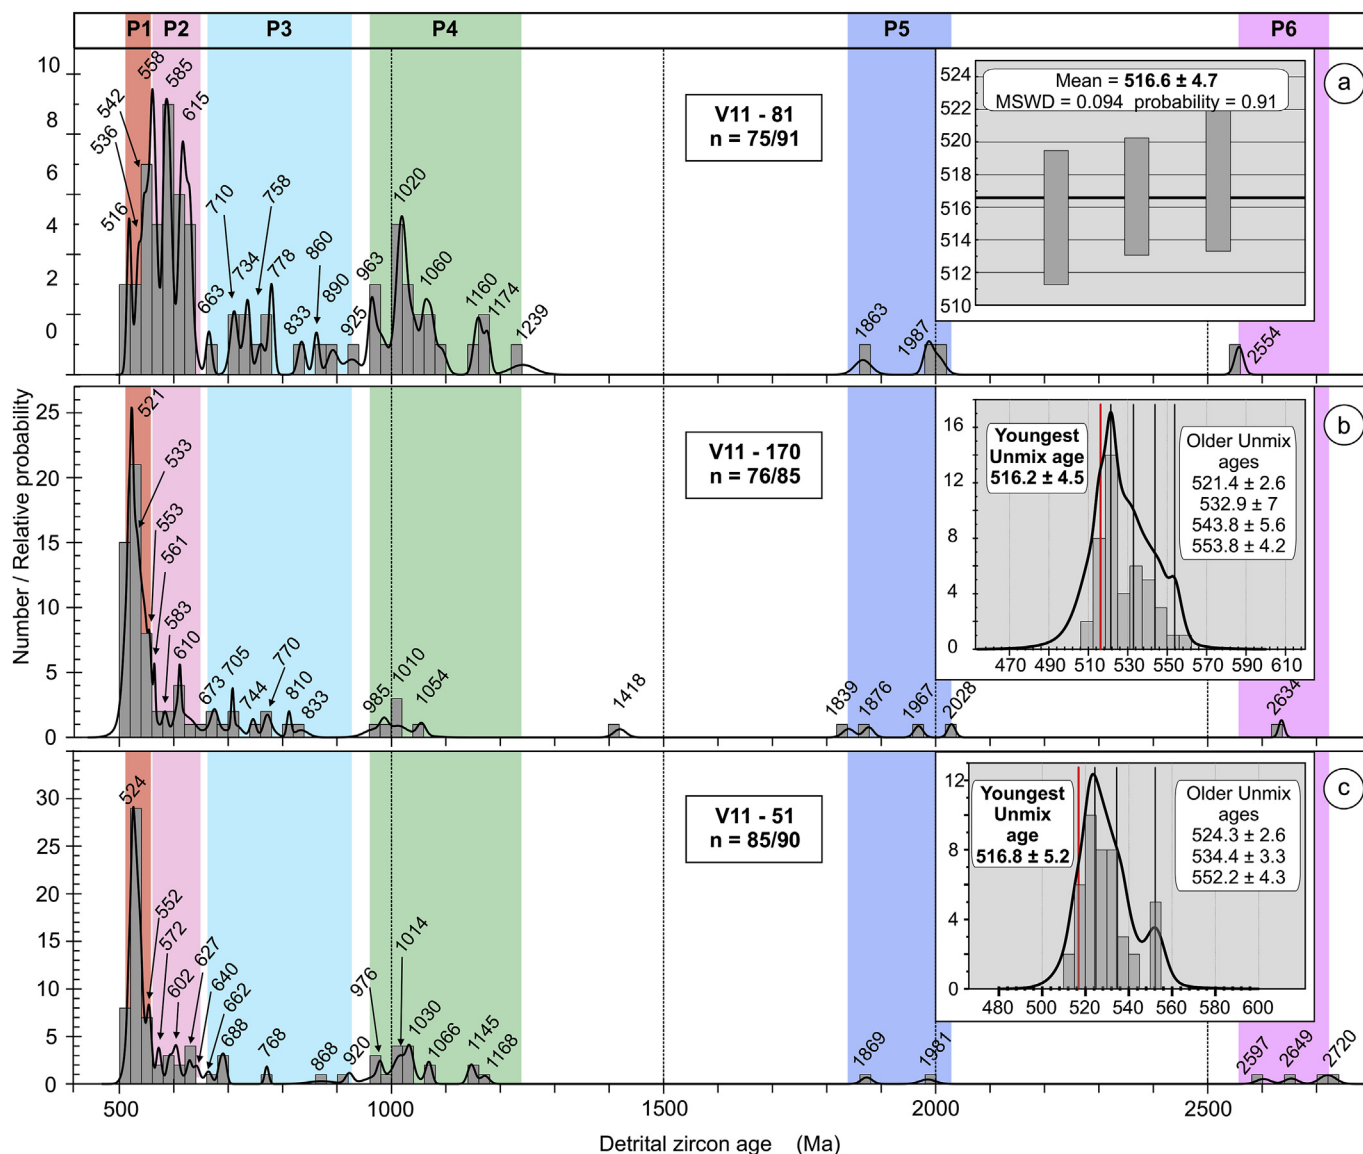 P1 P2 P3 P4 P5 P6
Number / Relative probability
a
V11 - 81
n = 75/91
10
8
6
4
2
0
516
536
542
558
585
615
663
710
734
758
778
833
860
890
925
963
1020
1060
1160
1174
1239
1863
1987
2554
Mean = 516.6 ± 4.7
MSWD = 0.094 probability = 0.91
524
522
520
518
516
514
512
510
b
V11 - 170
n = 76/85
25
20
15
10
5
0
521
533
553
561
583
610
673
705
744
770
810
833
985
1010
1054
1418
1839
1876
1967
2028
2634
Youngest
Unmix age
516.2 ± 4.5
Older Unmix
ages
521.4 ± 2.6
532.9 ± 7
543.8 ± 5.6
553.8 ± 4.2
16
12
8
4
0
470 490 510 530 550 570 590 610
c
V11 - 51
n = 85/90
30
25
20
15
10
5
0
524
552
572
602
627
640
662
688
768
868
920
976
1014
1030
1066
1145
1168
1869
1981
2597
2649
2720
Youngest
Unmix
age
516.8 ± 5.2
Older Unmix
ages
524.3 ± 2.6
534.4 ± 3.3
552.2 ± 4.3
12
8
4
0
480 500 520 540 560 580 600
500 1000 1500 2000 2500
Detrital zircon age (Ma)